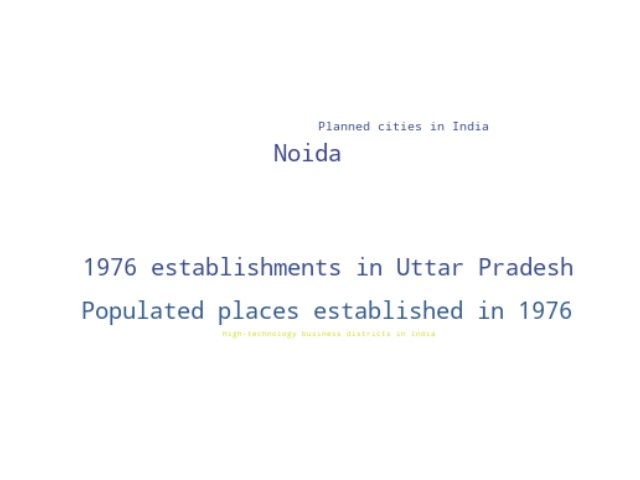 Planned cities in India
Noida
1976 establishments in Uttar Pradesh
Populated places established in 1976
High-technology business districts in India